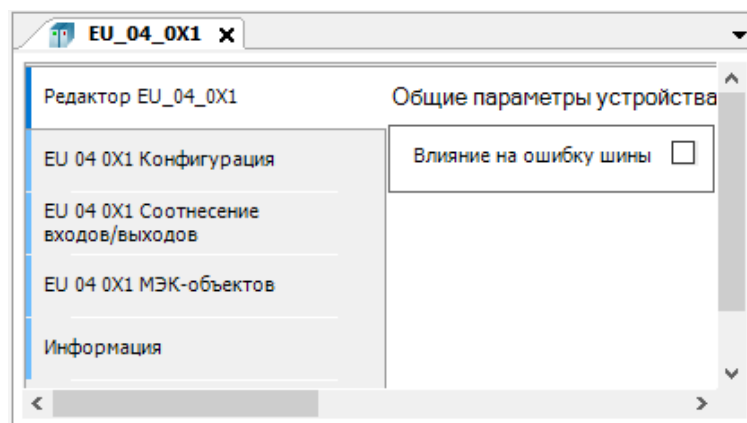 EU_04_0X1
Редактор EU_04_0X1
Общие параметры устройства
EU 04 0X1 Конфигурация
Влияние на ошибку шины
EU 04 0X1 Соотнесение
входов/выходов
EU 04 0X1 МЭК-объектов
Информация